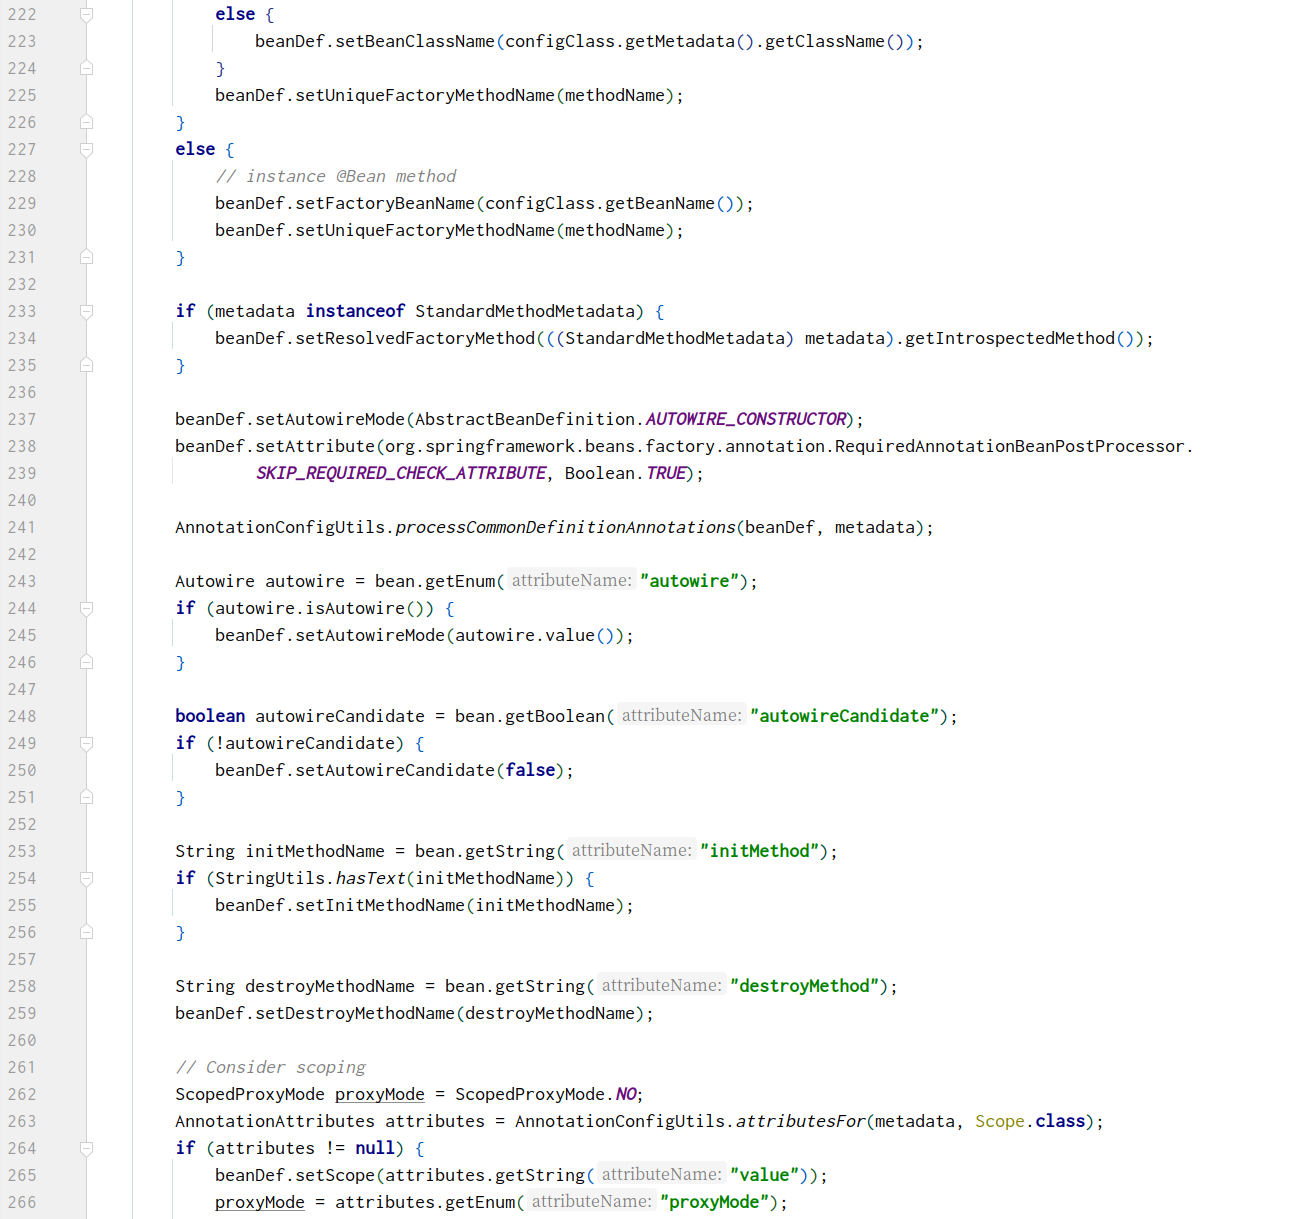 222 else {
223 beanDef.setBeanClassName(configClass.getMetadata().getClassName());
224 }
225 beanDef.setUniqueFactoryMethodName(methodName);
226 }
227 else {
228 // instance @Bean method
229 beanDef.setFactoryBeanName(configClass.getBeanName());
230 beanDef.setUniqueFactoryMethodName(methodName);
231 }
232
233 if (metadata instanceof StandardMethodMetadata) {
234 beanDef.setResolvedFactoryMethod(((StandardMethodMetadata) metadata).getIntrospectedMethod());
235 }
236
237 beanDef.setAutowireMode(AbstractBeanDefinition.AUTOWIRE_CONSTRUCTOR);
238 beanDef.setAttribute(org.springframework.beans.factory.annotation.RequiredAnnotationBeanPostProcessor.
239 SKIP_REQUIRED_CHECK_ATTRIBUTE, Boolean.TRUE);
240
241 AnnotationConfigUtils.processCommonDefinitionAnnotations(beanDef, metadata);
242
243 Autowire autowire = bean.getEnum( attributeName: "autowire");
244 if (autowire.isAutowire()) {
245 beanDef.setAutowireMode(autowire.value());
246 }
247
248 boolean autowireCandidate = bean.getBoolean( attributeName: "autowireCandidate");
249 if (!autowireCandidate) {
250 beanDef.setAutowireCandidate(false);
251 }
252
253 String initMethodName = bean.getString( attributeName: "initMethod");
254 if (StringUtils.hasText(initMethodName)) {
255 beanDef.setInitMethodName(initMethodName);
256 }
257
258 String destroyMethodName = bean.getString( attributeName: "destroyMethod");
259 beanDef.setDestroyMethodName(destroyMethodName);
260
261 // Consider scoping
262 ScopedProxyMode proxyMode = ScopedProxyMode.NO;
263 AnnotationAttributes attributes = AnnotationConfigUtils.attributesFor(metadata, Scope.class);
264 if (attributes != null) {
265 beanDef.setScope(attributes.getString( attributeName: "value"));
266 proxyMode = attributes.getEnum( attributeName: "proxyMode");